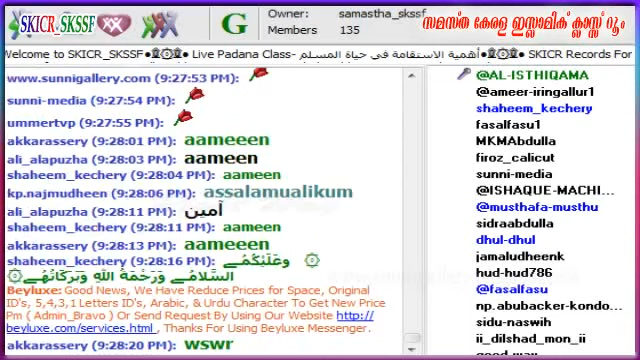 SKICR.SKSSF
G
Owner: samastha_skssf
Members 135
സമസ്ത കേരള ഇസ്ലാമിക് ക്ലാസ്സ് റൂം
Welcome to SKICR_SKSSF●۞● Live Padana Class- أهمية الاستقامة في حياة المسلم ●۞● SKICR Records For
www.sunnigallery.com (9:27:53 PM):
sunni-media (9:27:54 PM):
ummertvp (9:27:55 PM):
akkarassery (9:28:01 PM): aameeen
ali_alapuzha (9:28:03 PM): aameen
shaheem_kechery (9:28:04 PM): aameen
kp.najmudheen (9:28:06 PM): assalamualikum
ali_alapuzha (9:28:11 PM): آمين
shaheem_kechery (9:28:11 PM): aameen
akkarassery (9:28:13 PM): aameeen
shaheem_kechery (9:28:16 PM): ۞ وَعَلَيْكُمُـــے
السَّلامُـــے وَرَحْمَةُ اللهِ وَبَرَكَاتُهُـــے ۞
Beyluxe: Good News, We Have Reduce Prices for Space, Original
ID's, 5,4,3,1 Letters ID's, Arabic, & Urdu Character To Get New Price
Pm ( Admin_Bravo ) Or Send Request By Using Our Website http://
beyluxe.com/services.html , Thanks For Using Beyluxe Messenger.
akkarassery (9:28:20 PM): wswr
@AL-ISTHIQAMA
@ameer-iringallur1
shaheem_kechery
fasalfasu1
MKMAbdulla
firoz_calicut
sunni-media
@ISHAQUE-MACHI...
@musthafa-musthu
sidraabdulla
dhul-dhul
jamaludheenk
hud-hud786
@fasalfasu
np.abubacker-kondo...
sidu-naswih
ii_dilshad_mon_ii